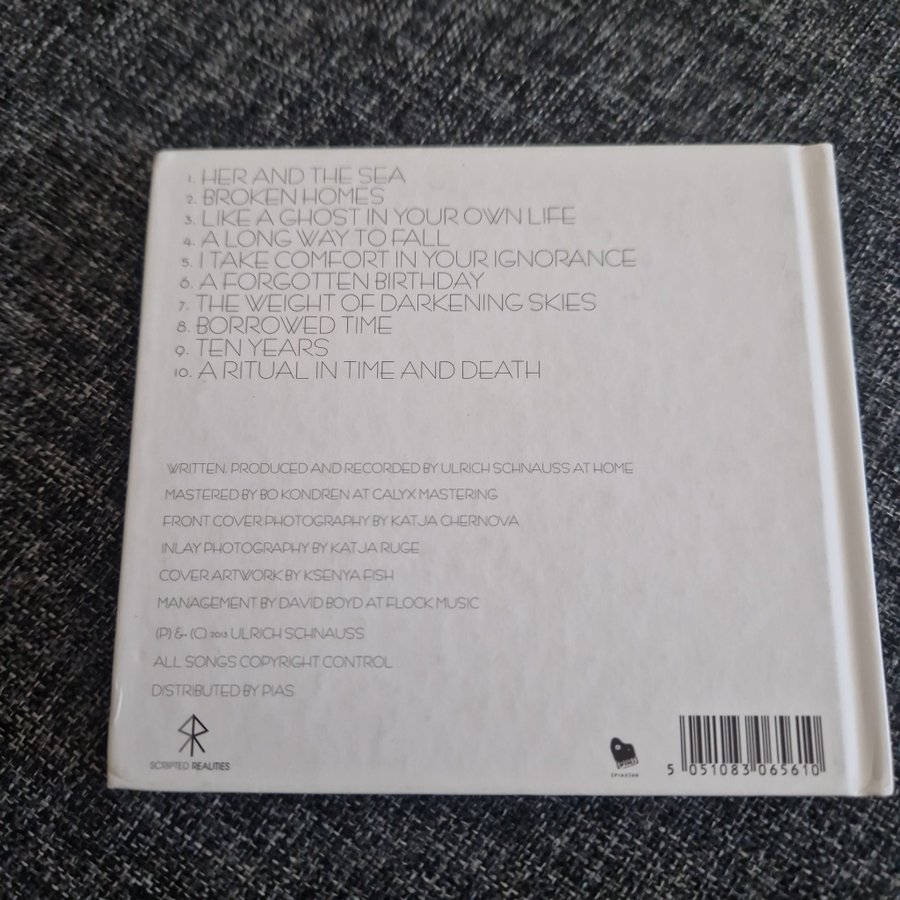 1. HER AND THE SEA
2. BROKEN HOMES
3. LIKE A GHOST IN YOUR OWN LIFE
4. A LONG WAY TO FALL
5. I TAKE COMFORT IN YOUR IGNORANCE
6. A FORGOTTEN BIRTHDAY
7. THE WEIGHT OF DARKENING SKIES
8. BORROWED TIME
9. TEN YEARS
10. A RITUAL IN TIME AND DEATH
WRITTEN, PRODUCED AND RECORDED BY ULRICH SCHNAUSS AT HOME
MASTERED BY BO KONDREN AT CALYX MASTERING
FRONT COVER PHOTOGRAPHY BY KATJA CHERNOVA
INLAY PHOTOGRAPHY BY KATJA RUGE
COVER ARTWORK BY KSENYA FISH
MANAGEMENT BY DAVID BOYD AT FLOCK MUSIC
(P) & (C) 2013 ULRICH SCHNAUSS
ALL SONGS COPYRIGHT CONTROL
DISTRIBUTED BY PIAS
SCRIPTED REALITIES
5 051083 065610